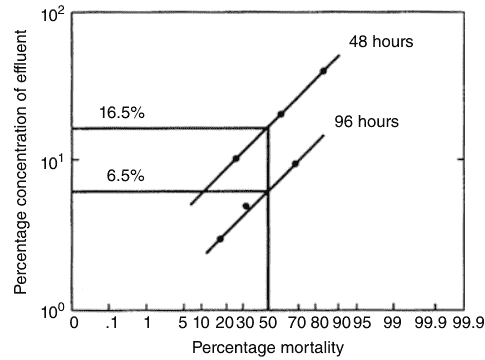 Percentage concentration of effluent
10²
10¹
10⁰
48 hours
96 hours
16.5%
6.5%
0 .1 1 5 10 20 30 50 70 80 90 95 99 99.9 99.9
Percentage mortality